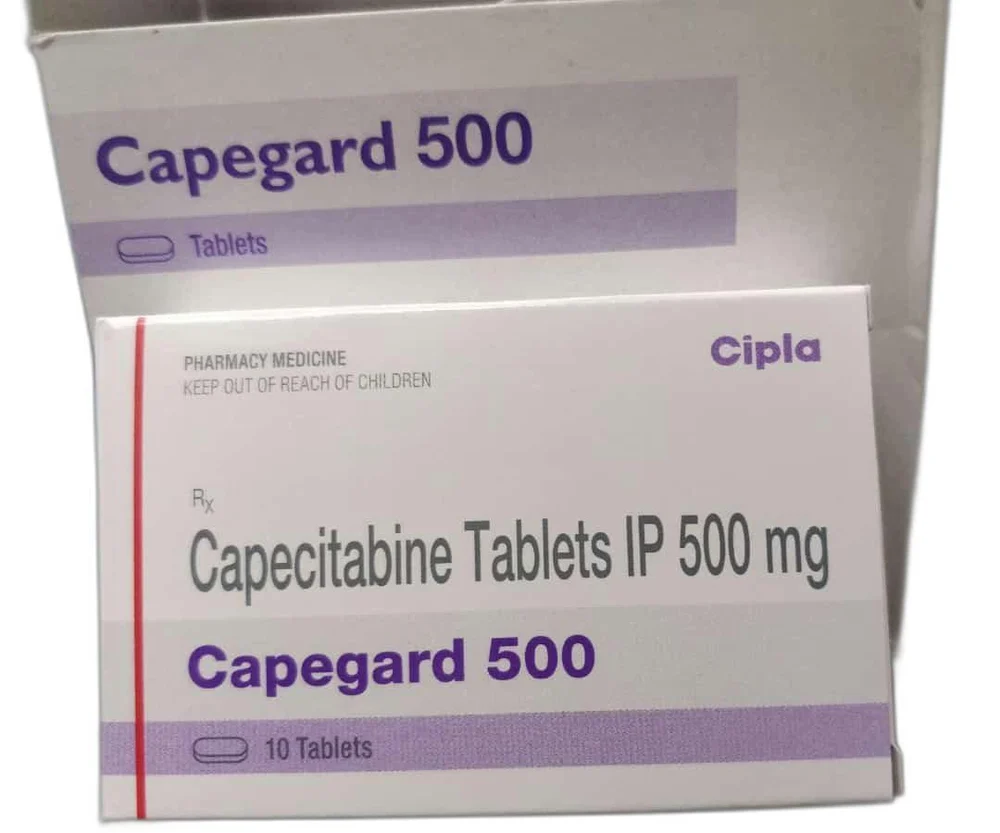 Capegard 500
Tablets
PHARMACY MEDICINE
KEEP OUT OF REACH OF CHILDREN
Cipla
Rx
Capecitabine Tablets IP 500 mg
Capegard 500
10 Tablets